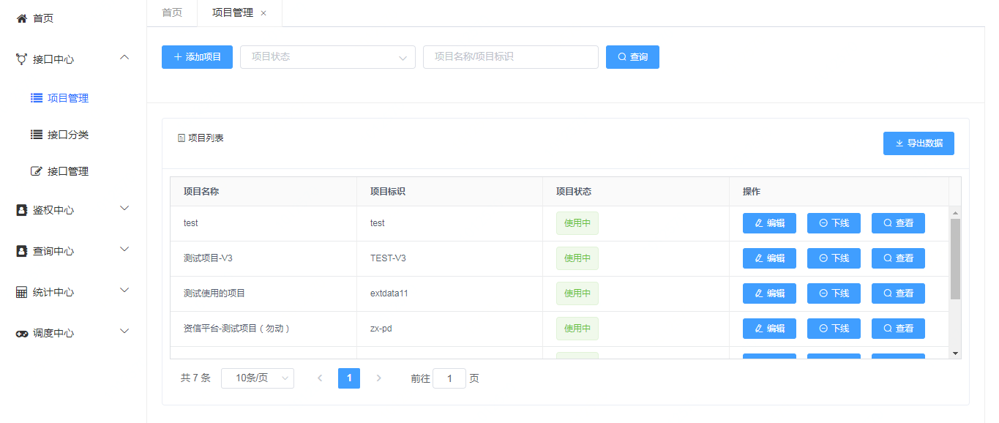 首页
接口中心
项目管理
接口分类
接口管理
鉴权中心
查询中心
统计中心
调度中心
首页 项目管理 ×
添加项目 项目状态 项目名称/项目标识 查询
项目列表
导出数据
项目名称 项目标识 项目状态 操作
test test 使用中 编辑 下线 查看
测试项目-V3 TEST-V3 使用中 编辑 下线 查看
测试使用的项目 extdata11 使用中 编辑 下线 查看
资信平台-测试项目（勿动） zx-pd 使用中 编辑 下线 查看
共 7 条 10条/页 1 前往 1 页